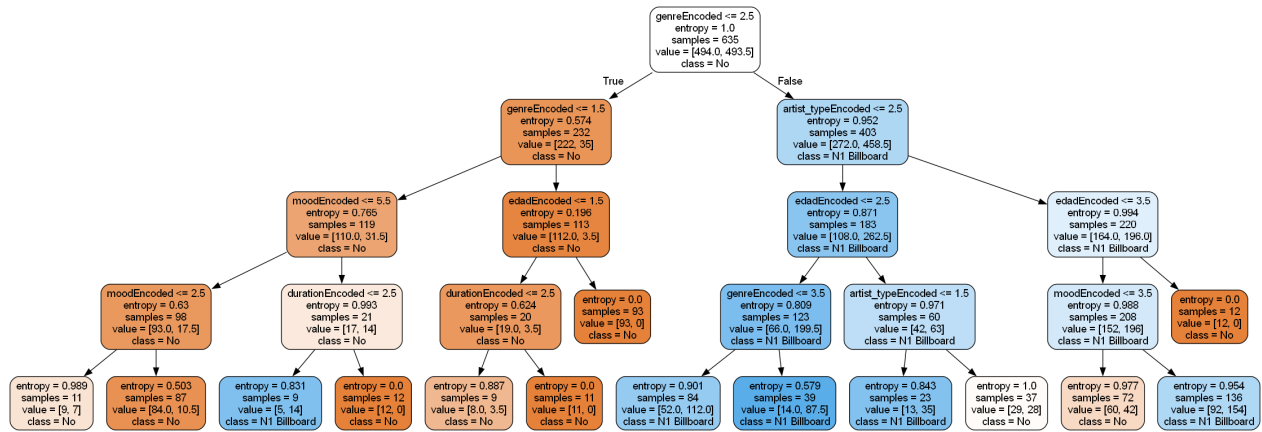 genreEncoded <= 2.5
entropy = 1.0
samples = 635
value = [494.0, 493.5]
class = No
True
False
genreEncoded <= 1.5
entropy = 0.574
samples = 232
value = [222, 35]
class = No
artist_typeEncoded <= 2.5
entropy = 0.952
samples = 403
value = [272.0, 458.5]
class = N1 Billboard
moodEncoded <= 5.5
entropy = 0.765
samples = 119
value = [110.0, 31.5]
class = No
edadEncoded <= 1.5
entropy = 0.196
samples = 113
value = [112.0, 3.5]
class = No
edadEncoded <= 2.5
entropy = 0.871
samples = 183
value = [108.0, 262.5]
class = N1 Billboard
edadEncoded <= 3.5
entropy = 0.994
samples = 220
value = [164.0, 196.0]
class = N1 Billboard
moodEncoded <= 2.5
entropy = 0.63
samples = 98
value = [93.0, 17.5]
class = No
durationEncoded <= 2.5
entropy = 0.993
samples = 21
value = [17, 14]
class = No
durationEncoded <= 2.5
entropy = 0.624
samples = 20
value = [19.0, 3.5]
class = No
entropy = 0.0
samples = 93
value = [93, 0]
class = No
genreEncoded <= 3.5
entropy = 0.809
samples = 123
value = [66.0, 199.5]
class = N1 Billboard
artist_typeEncoded <= 1.5
entropy = 0.971
samples = 60
value = [42, 63]
class = N1 Billboard
moodEncoded <= 3.5
entropy = 0.988
samples = 208
value = [152, 196]
class = N1 Billboard
entropy = 0.0
samples = 12
value = [12, 0]
class = No
entropy = 0.989
samples = 11
value = [9, 7]
class = No
entropy = 0.503
samples = 87
value = [84.0, 10.5]
class = No
entropy = 0.831
samples = 9
value = [5, 14]
class = N1 Billboard
entropy = 0.0
samples = 12
value = [12, 0]
class = No
entropy = 0.887
samples = 9
value = [8.0, 3.5]
class = No
entropy = 0.0
samples = 11
value = [11, 0]
class = No
entropy = 0.901
samples = 84
value = [52.0, 112.0]
class = N1 Billboard
entropy = 0.579
samples = 39
value = [14.0, 87.5]
class = N1 Billboard
entropy = 0.843
samples = 23
value = [13, 35]
class = N1 Billboard
entropy = 1.0
samples = 37
value = [29, 28]
class = No
entropy = 0.977
samples = 72
value = [60, 42]
class = No
entropy = 0.954
samples = 136
value = [92, 154]
class = N1 Billboard